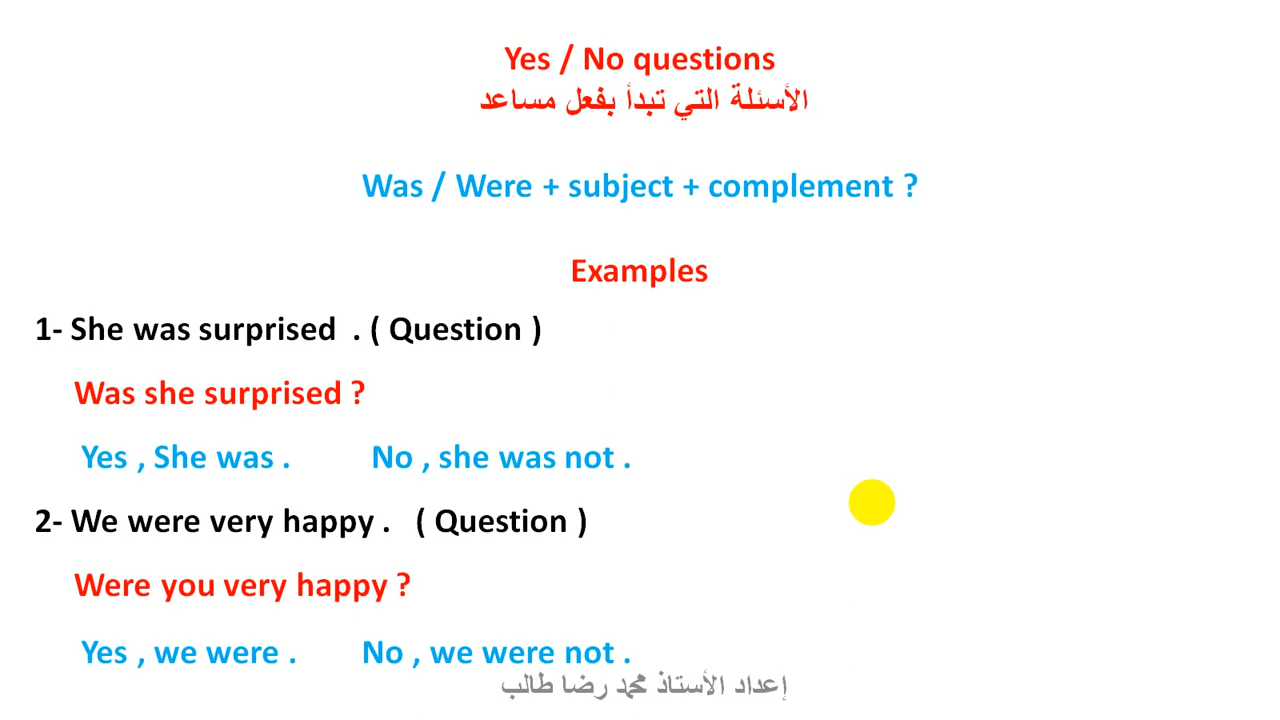 Yes / No questions
الأسئلة التي تبدأ بفعل مساعد
Was / Were + subject + complement ?
Examples
1- She was surprised . ( Question )
Was she surprised ?
Yes , She was . No , she was not .
2- We were very happy . ( Question )
Were you very happy ?
Yes , we were . No , we were not .
إعداد الأستاذ محمد رضا طالب